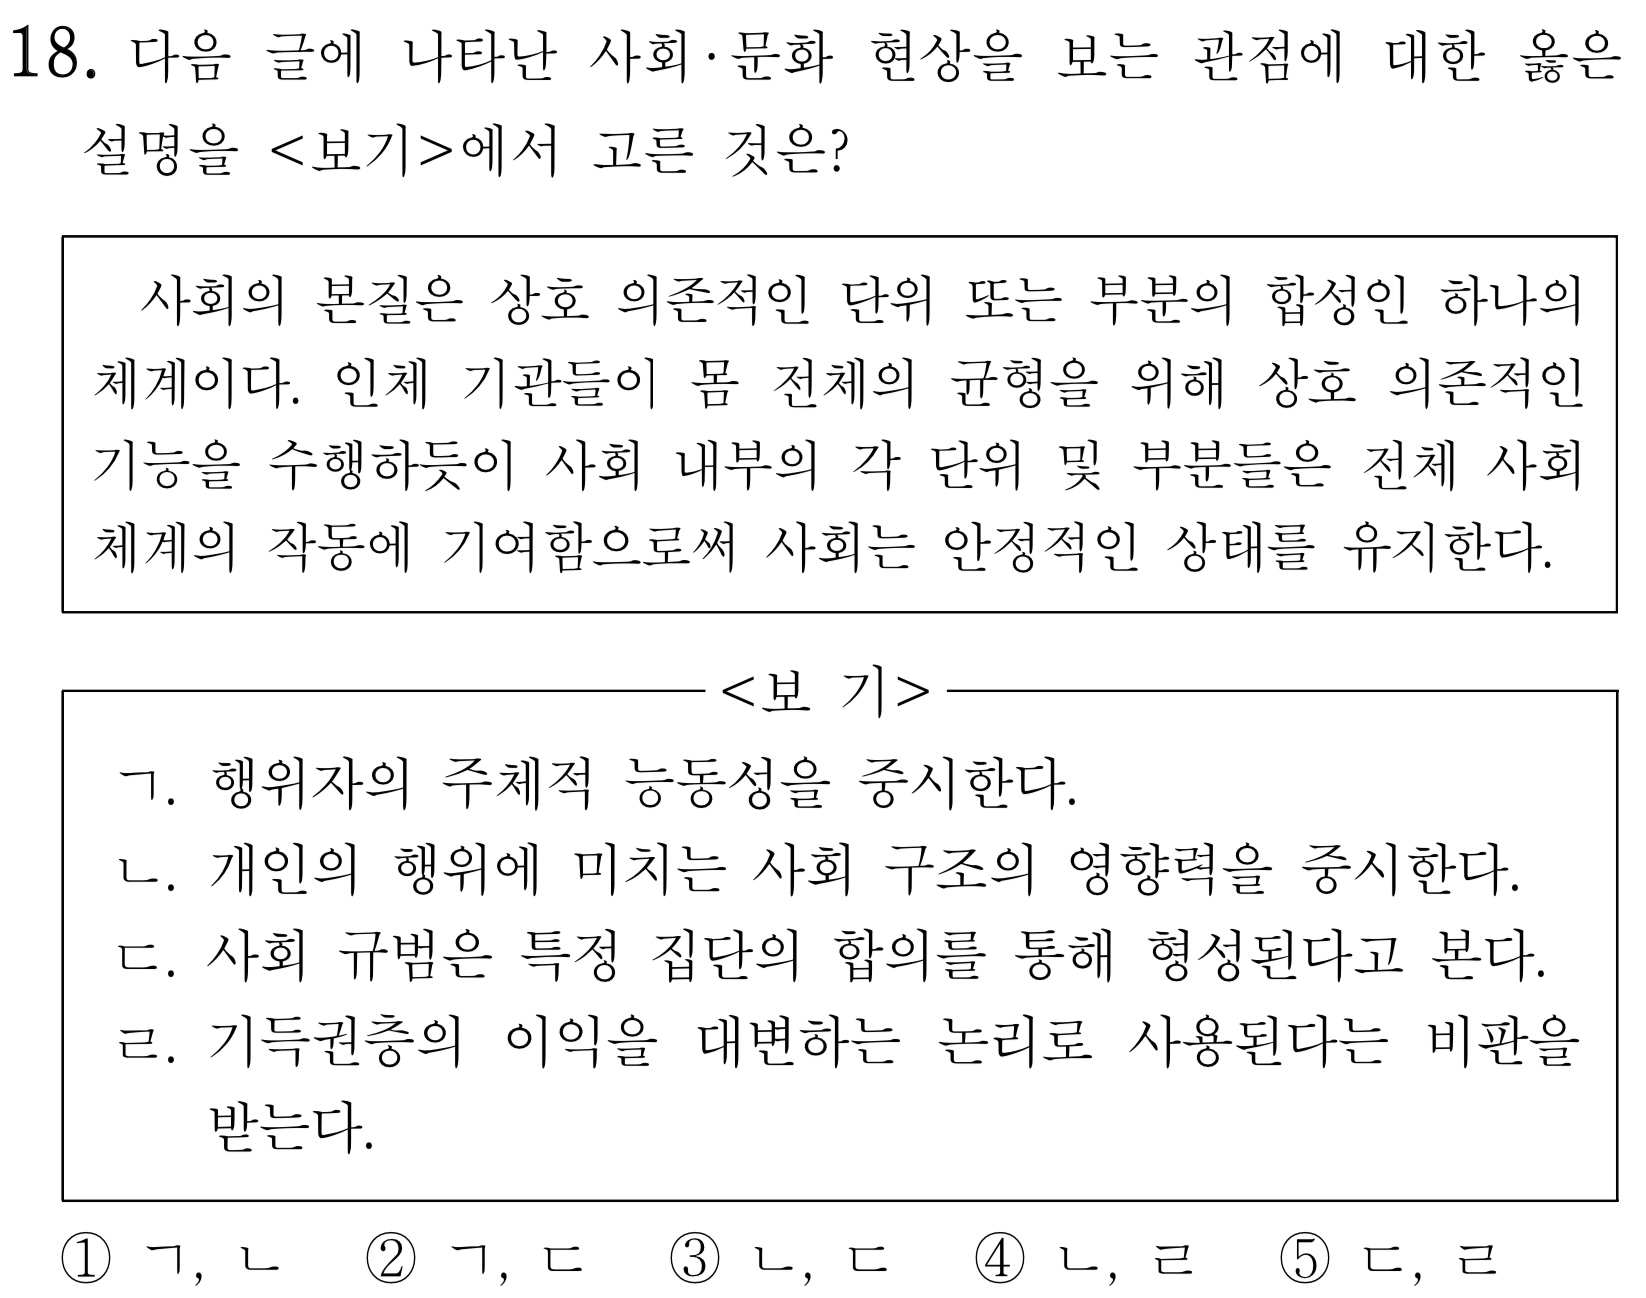 18. 다음 글에 나타난 사회·문화 현상을 보는 관점에 대한 옳은
설명을 <보기>에서 고른 것은?
사회의 본질은 상호 의존적인 단위 또는 부분의 합성인 하나의
체계이다. 인체 기관들이 몸 전체의 균형을 위해 상호 의존적인
기능을 수행하듯이 사회 내부의 각 단위 및 부분들은 전체 사회
체계의 작동에 기여함으로써 사회는 안정적인 상태를 유지한다.
<보 기>
ㄱ. 행위자의 주체적 능동성을 중시한다.
ㄴ. 개인의 행위에 미치는 사회 구조의 영향력을 중시한다.
ㄷ. 사회 규범은 특정 집단의 합의를 통해 형성된다고 본다.
ㄹ. 기득권층의 이익을 대변하는 논리로 사용된다는 비판을
받는다.
① ㄱ, ㄴ ② ㄱ, ㄷ ③ ㄴ, ㄷ ④ ㄴ, ㄹ ⑤ ㄷ, ㄹ